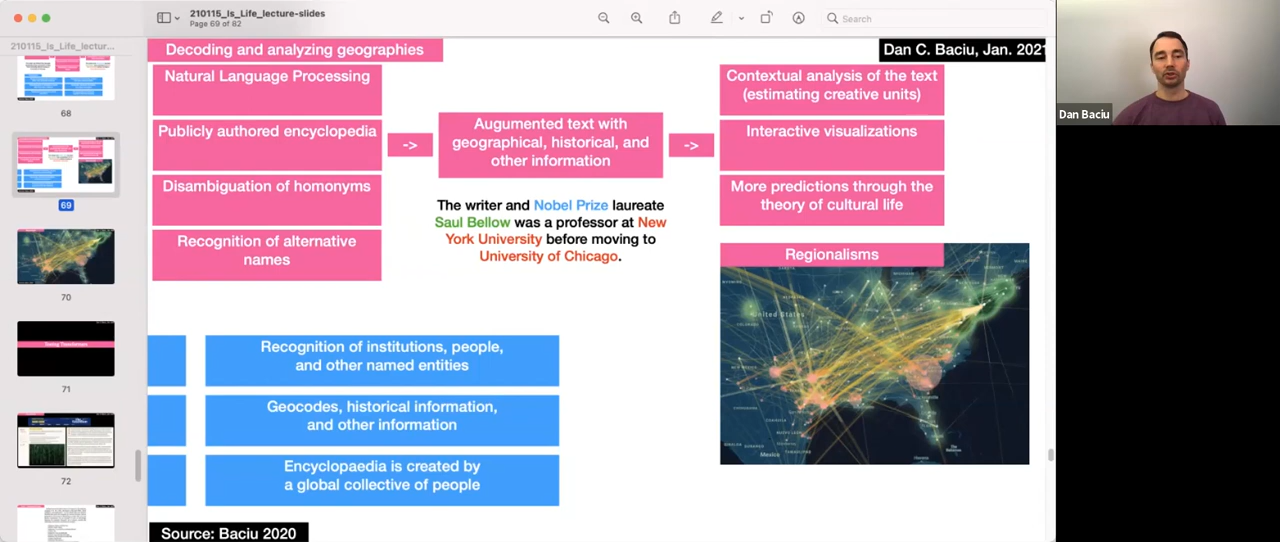 210115_Is_Life_lecture-slides
Page 69 of 82
Search
210115_Is_Life_lectur...
68
69
70
71
72
Decoding and analyzing geographies
Dan C. Baciu, Jan. 2021
Natural Language Processing
Publicly authored encyclopedia
Disambiguation of homonyms
Recognition of alternative
names
->
Augumented text with
geographical, historical, and
other information
->
The writer and Nobel Prize laureate
Saul Bellow was a professor at New
York University before moving to
University of Chicago.
Contextual analysis of the text
(estimating creative units)
Interactive visualizations
More predictions through the
theory of cultural life
Regionalisms
United States
Mexico
Recognition of institutions, people,
and other named entities
Geocodes, historical information,
and other information
Encyclopaedia is created by
a global collective of people
Source: Baciu 2020
Dan Baciu